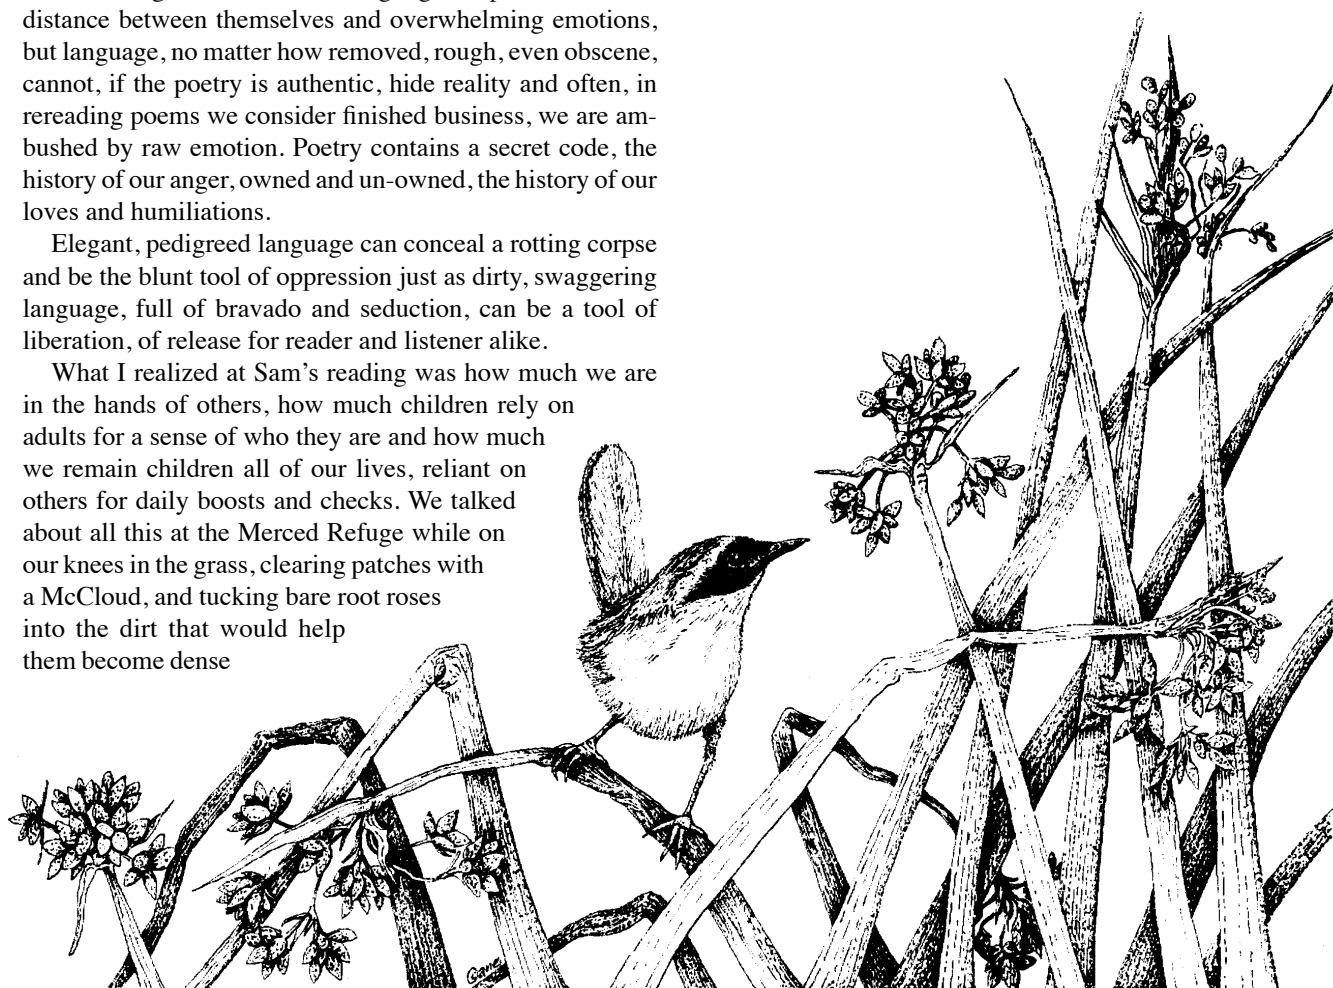 distance between themselves and overwhelming emotions,
but language, no matter how removed, rough, even obscene,
cannot, if the poetry is authentic, hide reality and often, in
rereading poems we consider finished business, we are am-
bushed by raw emotion. Poetry contains a secret code, the
history of our anger, owned and un-owned, the history of our
loves and humiliations.
Elegant, pedigreed language can conceal a rotting corpse
and be the blunt tool of oppression just as dirty, swaggering
language, full of bravado and seduction, can be a tool of
liberation, of release for reader and listener alike.
What I realized at Sam’s reading was how much we are
in the hands of others, how much children rely on
adults for a sense of who they are and how much
we remain children all of our lives, reliant on
others for daily boosts and checks. We talked
about all this at the Merced Refuge while on
our knees in the grass, clearing patches with
a McCloud, and tucking bare root roses
into the dirt that would help
them become dense